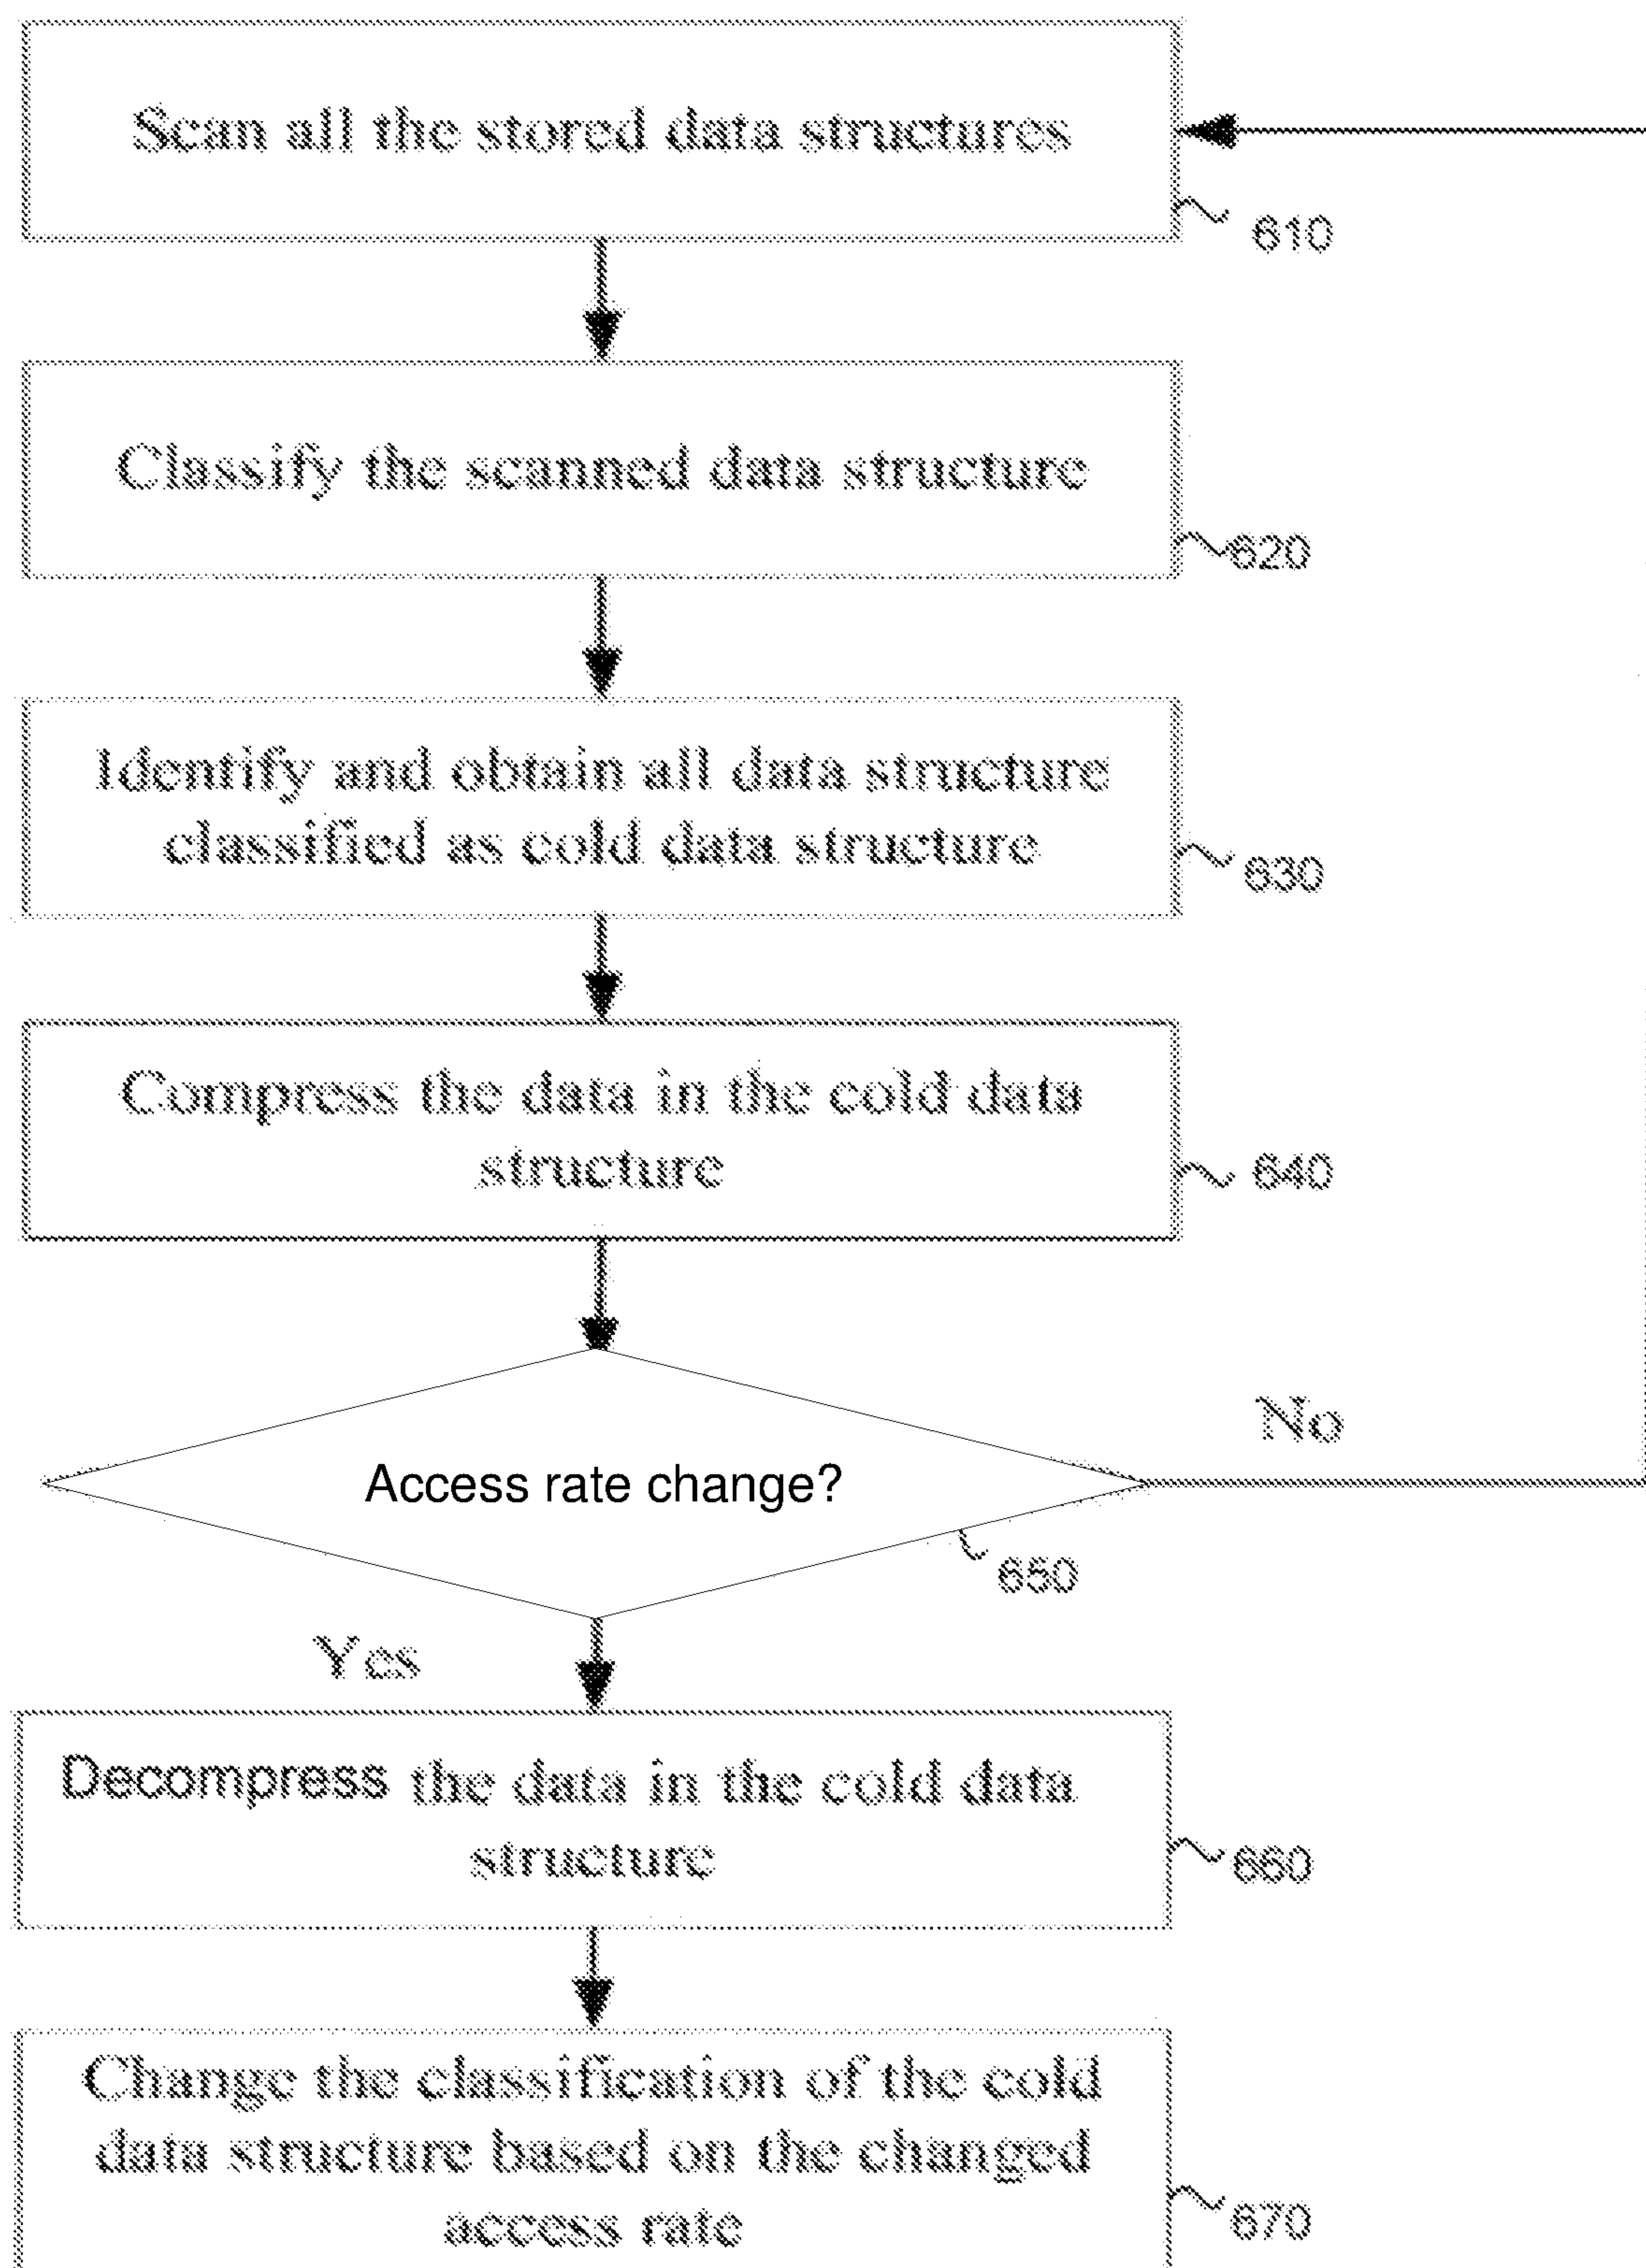 Scan all the stored data structures
610
Classify the scanned data structure
620
Identify and obtain all data structure
classified as cold data structure
630
Compress the data in the cold data
structure
640
Access rate change?
No
650
Yes
Decompress the data in the cold data
structure
660
Change the classification of the cold
data structure based on the changed
access rate
670